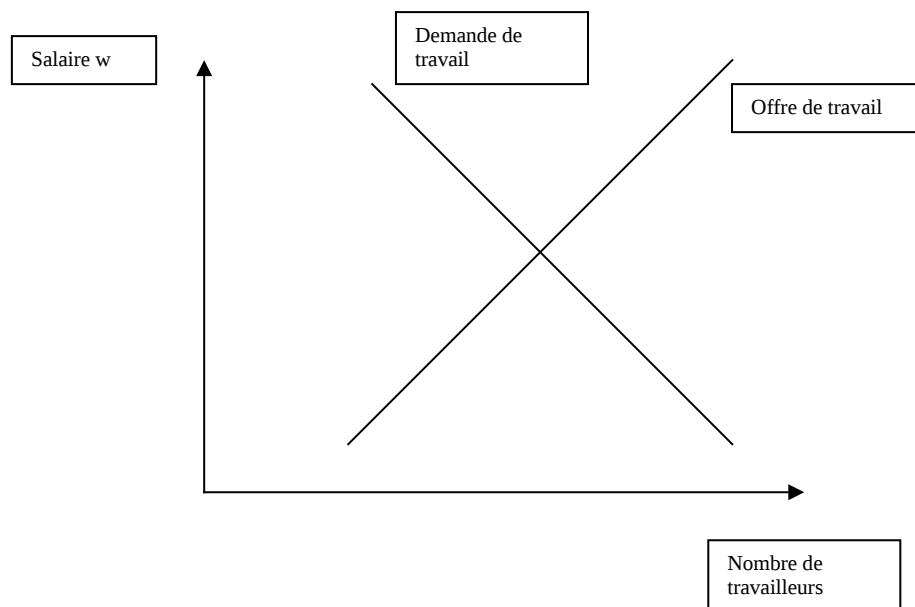 Salaire w
Demande de
travail
Offre de travail
Nombre de
travailleurs